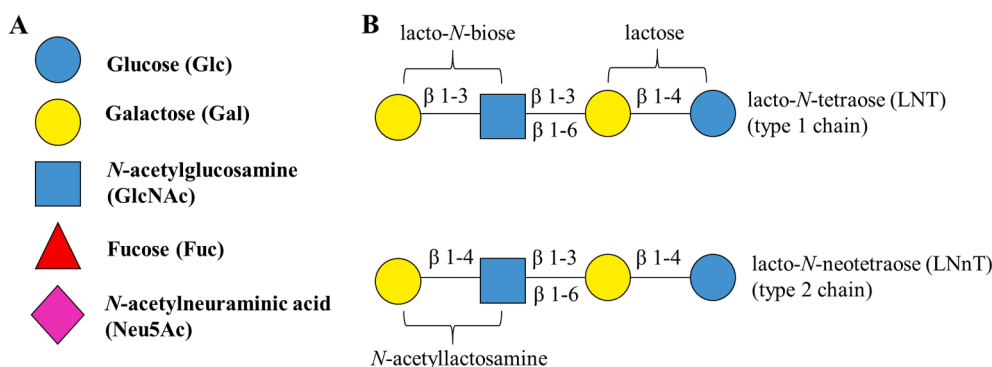 A
Glucose (Glc)
Galactose (Gal)
N-acetylglucosamine
(GlcNAc)
Fucose (Fuc)
N-acetylneuraminic acid
(Neu5Ac)
B
lacto-N-biose
lactose
β 1-3
β 1-3
β 1-4
β 1-6
lacto-N-tetraose (LNT)
(type 1 chain)
β 1-4
β 1-3
β 1-4
β 1-6
lacto-N-neotetraose (LNnT)
(type 2 chain)
N-acetyllactosamine